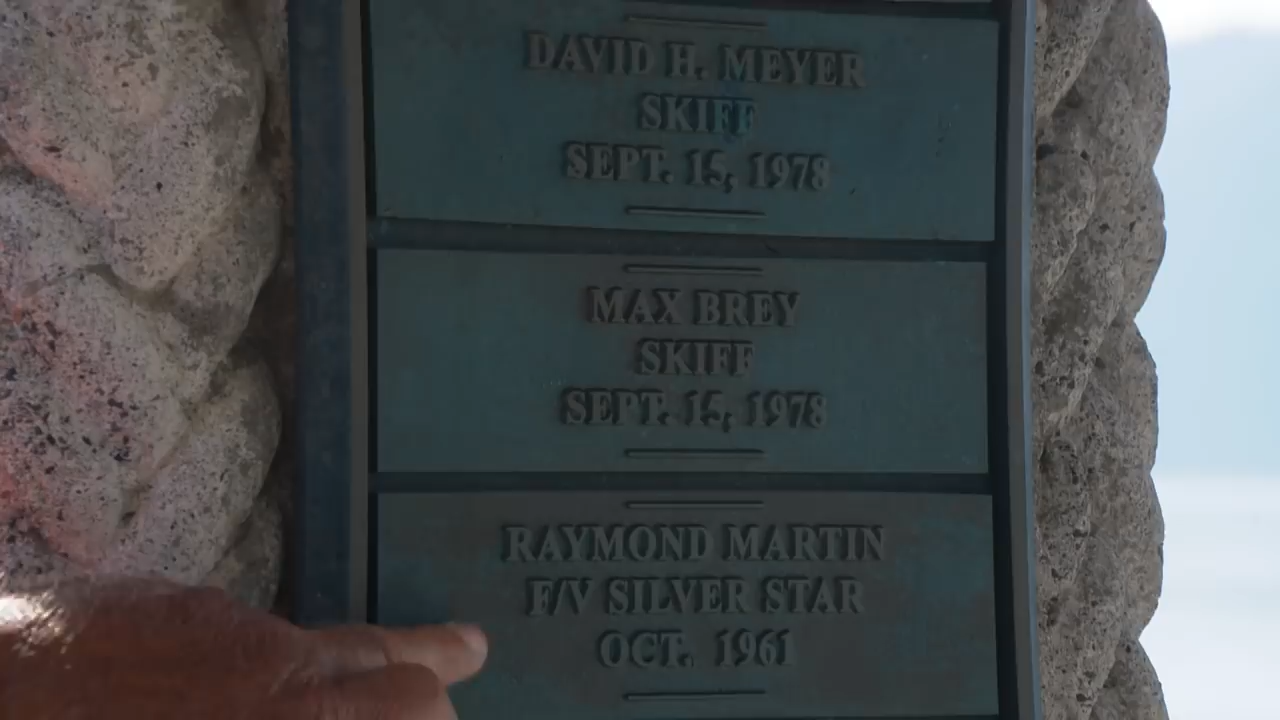 DAVID H. MEYER
SKIFF
SEPT. 15, 1978
MAX BREY
SKIFF
SEPT. 15, 1978
RAYMOND MARTIN
F/V SILVER STAR
OCT. 1961